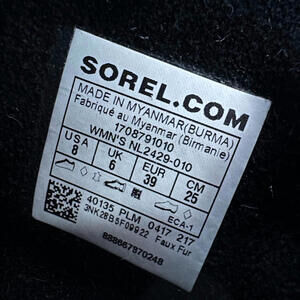 SOREL.COM
MADE IN MYANMAR(BURMA)
Fabriqué au Myanmar (Birmanie)
1708791010
WMN'S NL2429-010
USA UK EUR CM
8 6 39 25
ECA-1
40135 PLM 0417 217
3NK28B5F09922 Faux Fur
888667870248